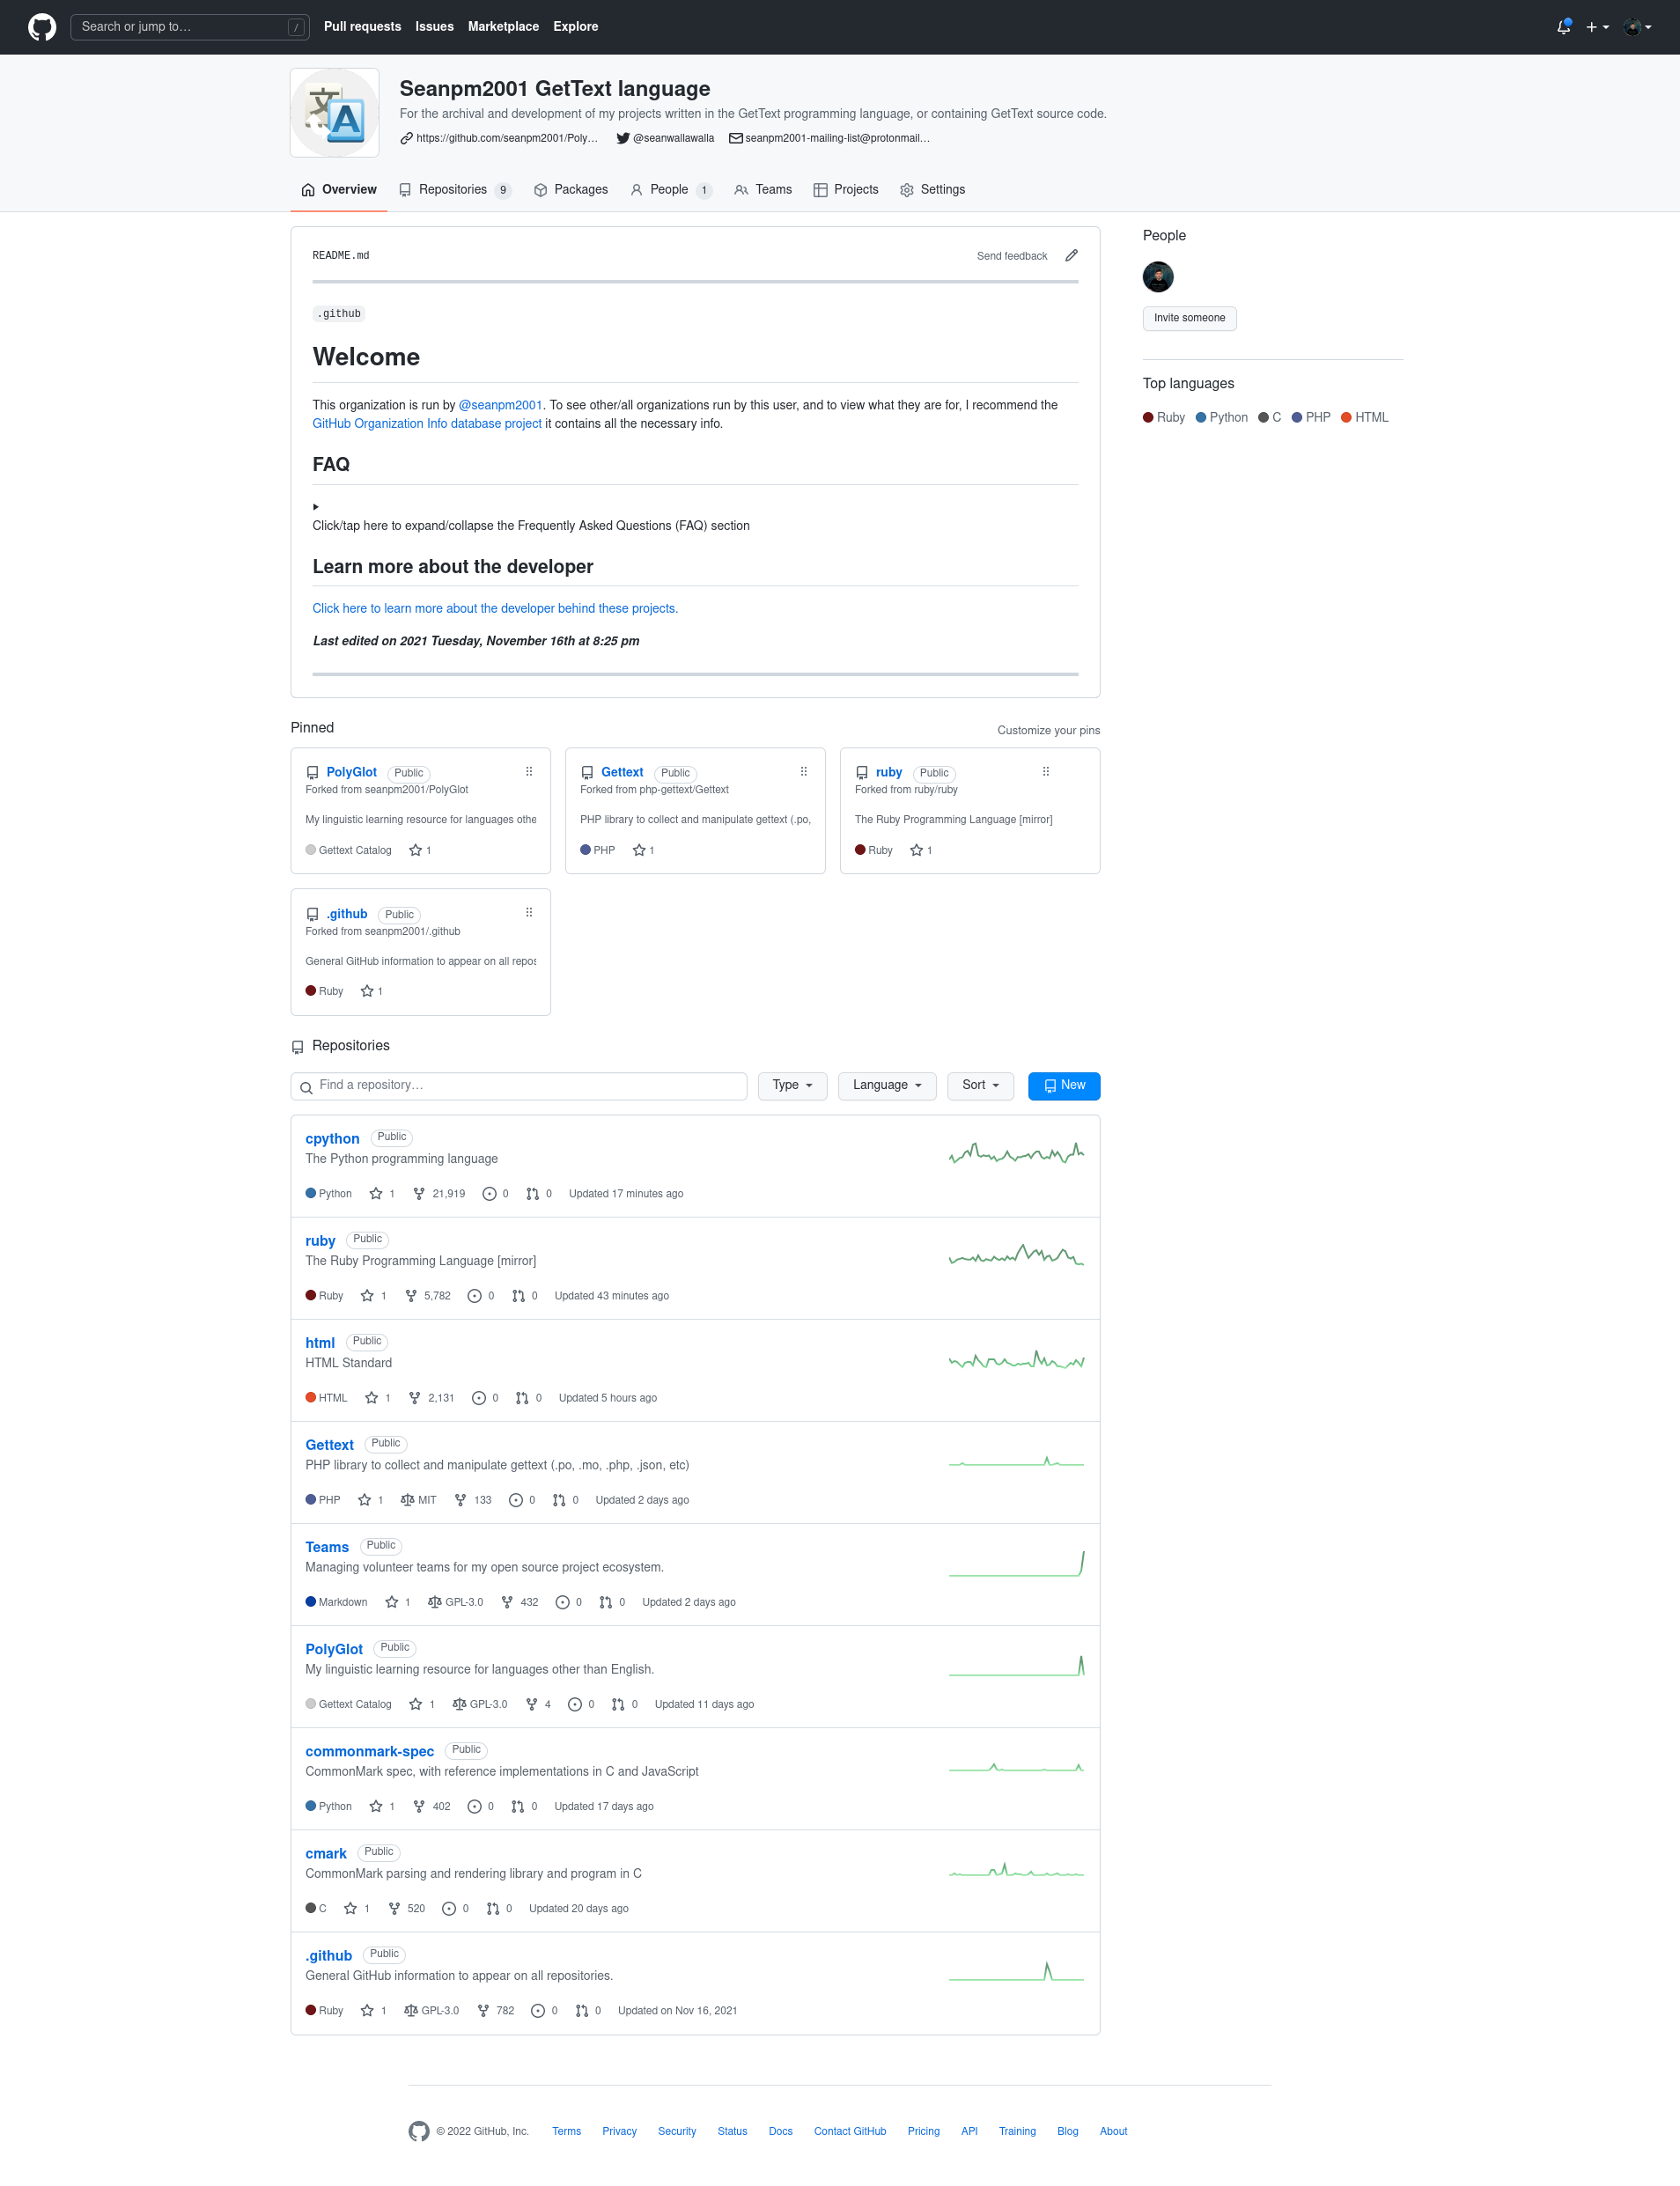 Search or jump to…
/
Pull requests
Issues
Marketplace
Explore
Seanpm2001 GetText language
For the archival and development of my projects written in the GetText programming language, or containing GetText source code.
https://github.com/seanpm2001/Poly…
@seanwallawalla
seanpm2001-mailing-list@protonmail…
Overview
Repositories 9
Packages
People 1
Teams
Projects
Settings
README.md
Send feedback
.github
Welcome
This organization is run by @seanpm2001. To see other/all organizations run by this user, and to view what they are for, I recommend the
GitHub Organization Info database project it contains all the necessary info.
FAQ
Click/tap here to expand/collapse the Frequently Asked Questions (FAQ) section
Learn more about the developer
Click here to learn more about the developer behind these projects.
Last edited on 2021 Tuesday, November 16th at 8:25 pm
People
Invite someone
Top languages
Ruby Python C PHP HTML
Pinned
Customize your pins
PolyGlot Public
Forked from seanpm2001/PolyGlot
My linguistic learning resource for languages othe
Gettext Catalog 1
Gettext Public
Forked from php-gettext/Gettext
PHP library to collect and manipulate gettext (.po,
PHP 1
ruby Public
Forked from ruby/ruby
The Ruby Programming Language [mirror]
Ruby 1
.github Public
Forked from seanpm2001/.github
General GitHub information to appear on all repos
Ruby 1
Repositories
Find a repository…
Type
Language
Sort
New
cpython Public
The Python programming language
Python 1 21,919 0 0 Updated 17 minutes ago
ruby Public
The Ruby Programming Language [mirror]
Ruby 1 5,782 0 0 Updated 43 minutes ago
html Public
HTML Standard
HTML 1 2,131 0 0 Updated 5 hours ago
Gettext Public
PHP library to collect and manipulate gettext (.po, .mo, .php, .json, etc)
PHP 1 MIT 133 0 0 Updated 2 days ago
Teams Public
Managing volunteer teams for my open source project ecosystem.
Markdown 1 GPL-3.0 432 0 0 Updated 2 days ago
PolyGlot Public
My linguistic learning resource for languages other than English.
Gettext Catalog 1 GPL-3.0 4 0 0 Updated 11 days ago
commonmark-spec Public
CommonMark spec, with reference implementations in C and JavaScript
Python 1 402 0 0 Updated 17 days ago
cmark Public
CommonMark parsing and rendering library and program in C
C 1 520 0 0 Updated 20 days ago
.github Public
General GitHub information to appear on all repositories.
Ruby 1 GPL-3.0 782 0 0 Updated on Nov 16, 2021
© 2022 GitHub, Inc.
Terms
Privacy
Security
Status
Docs
Contact GitHub
Pricing
API
Training
Blog
About